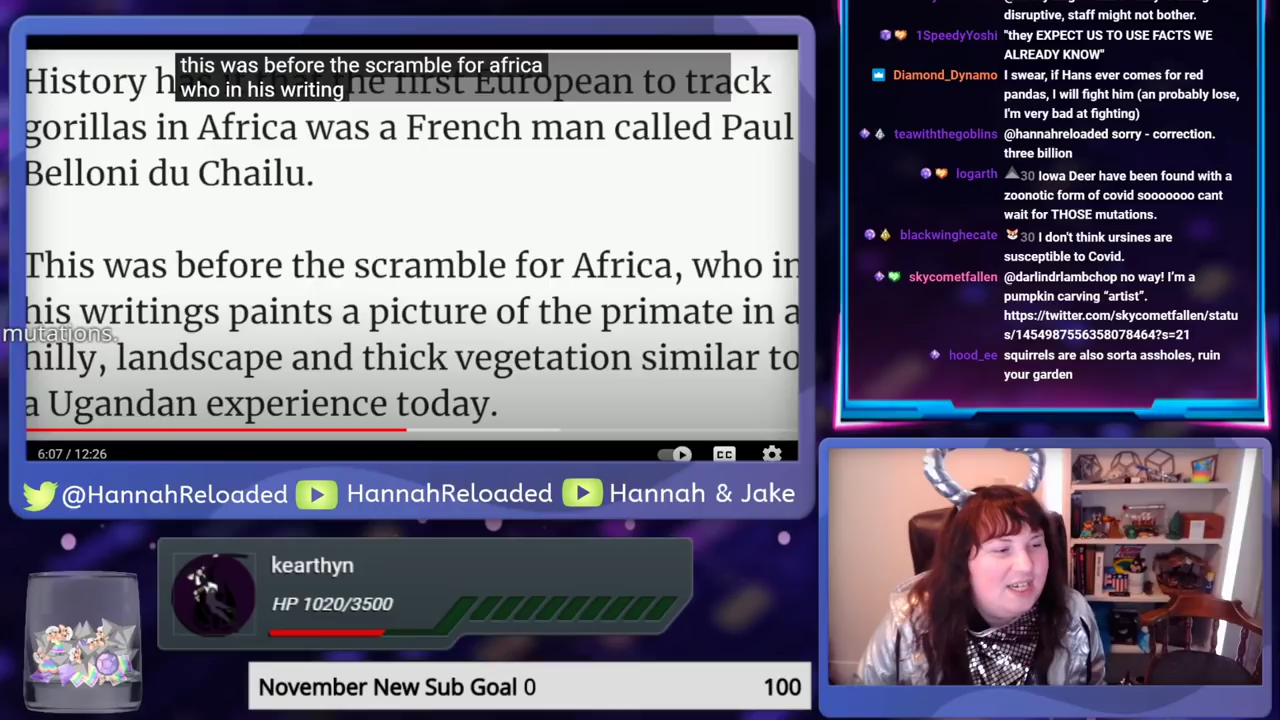 this was before the scramble for africa
who in his writing
History has it that the first European to track
gorillas in Africa was a French man called Paul
Belloni du Chailu.
This was before the scramble for Africa, who in
his writings paints a picture of the primate in a
hilly, landscape and thick vegetation similar to
a Ugandan experience today.
mutations.
6:07 / 12:26
CC
@HannahReloaded HannahReloaded Hannah & Jake
kearthyn
HP 1020/3500
November New Sub Goal 0 100
disruptive, staff might not bother.
1SpeedyYoshi "they EXPECT US TO USE FACTS WE
ALREADY KNOW"
Diamond_Dynamo I swear, if Hans ever comes for red
pandas, I will fight him (an probably lose,
I'm very bad at fighting)
teawiththegoblins @hannahreloaded sorry - correction.
three billion
logarth 30 Iowa Deer have been found with a
zoonotic form of covid sooooooo cant
wait for THOSE mutations.
blackwinghecate 30 I don't think ursines are
susceptible to Covid.
skycometfallen @darlindrlambchop no way! I'm a
pumpkin carving “artist”.
https://twitter.com/skycometfallen/statu
s/1454987556358078464?s=21
hood_ee squirrels are also sorta assholes, ruin
your garden